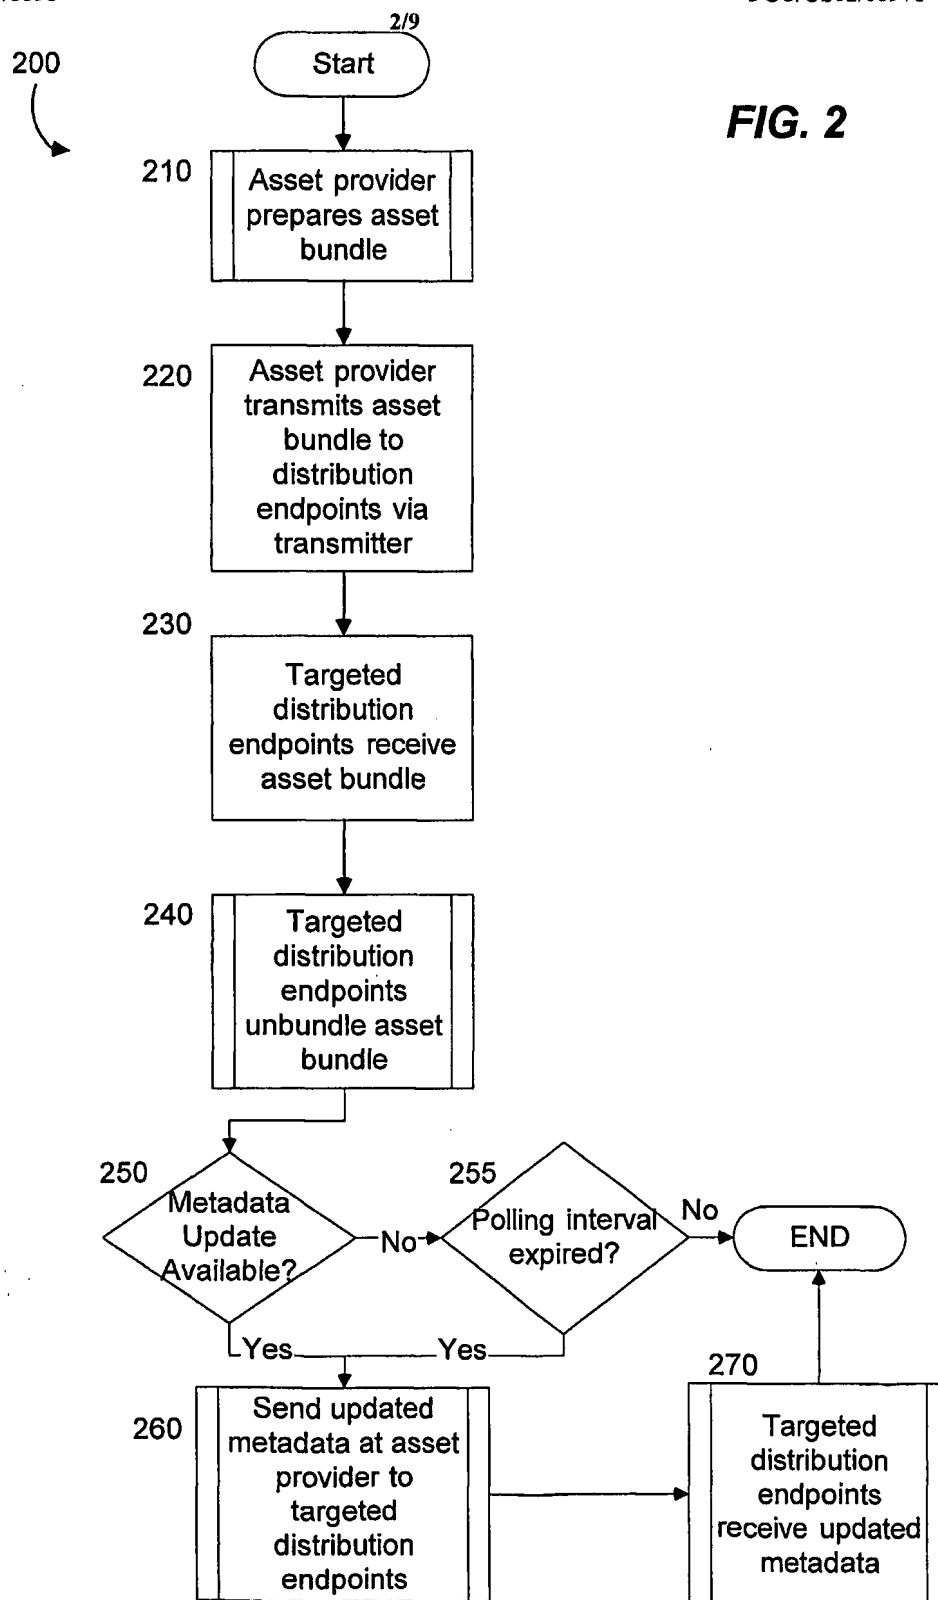 2/9
200
Start
FIG. 2
210
Asset provider
prepares asset
bundle
220
Asset provider
transmits asset
bundle to
distribution
endpoints via
transmitter
230
Targeted
distribution
endpoints receive
asset bundle
240
Targeted
distribution
endpoints
unbundle asset
bundle
250
Metadata
Update
Available?
No
255
Polling interval
expired?
No
END
Yes
Yes
260
Send updated
metadata at asset
provider to
targeted
distribution
endpoints
270
Targeted
distribution
endpoints
receive updated
metadata